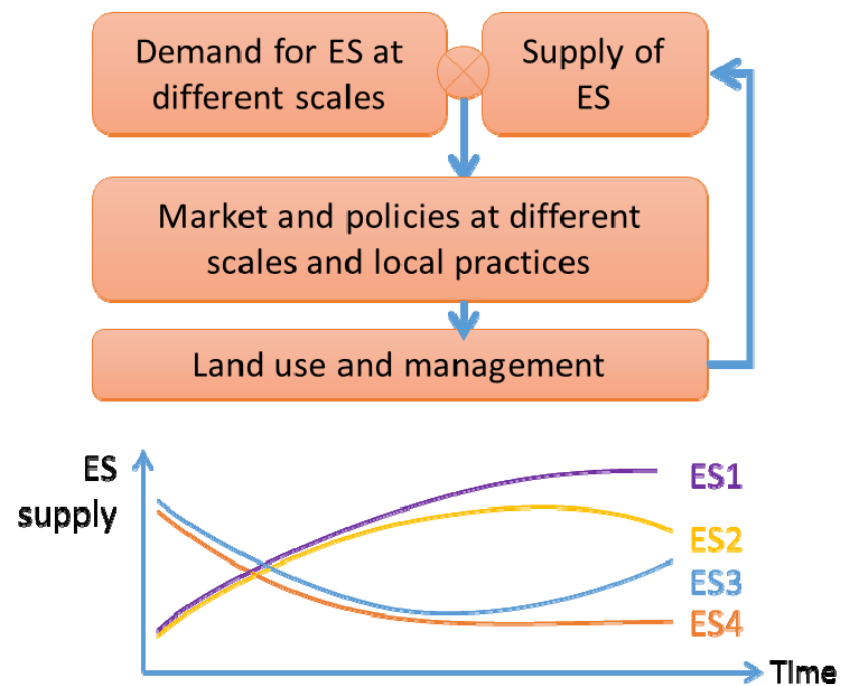 Demand for ES at
different scales
Supply of
ES
Market and policies at different
scales and local practices
Land use and management
ES
supply
ES1
ES2
ES3
ES4
Time